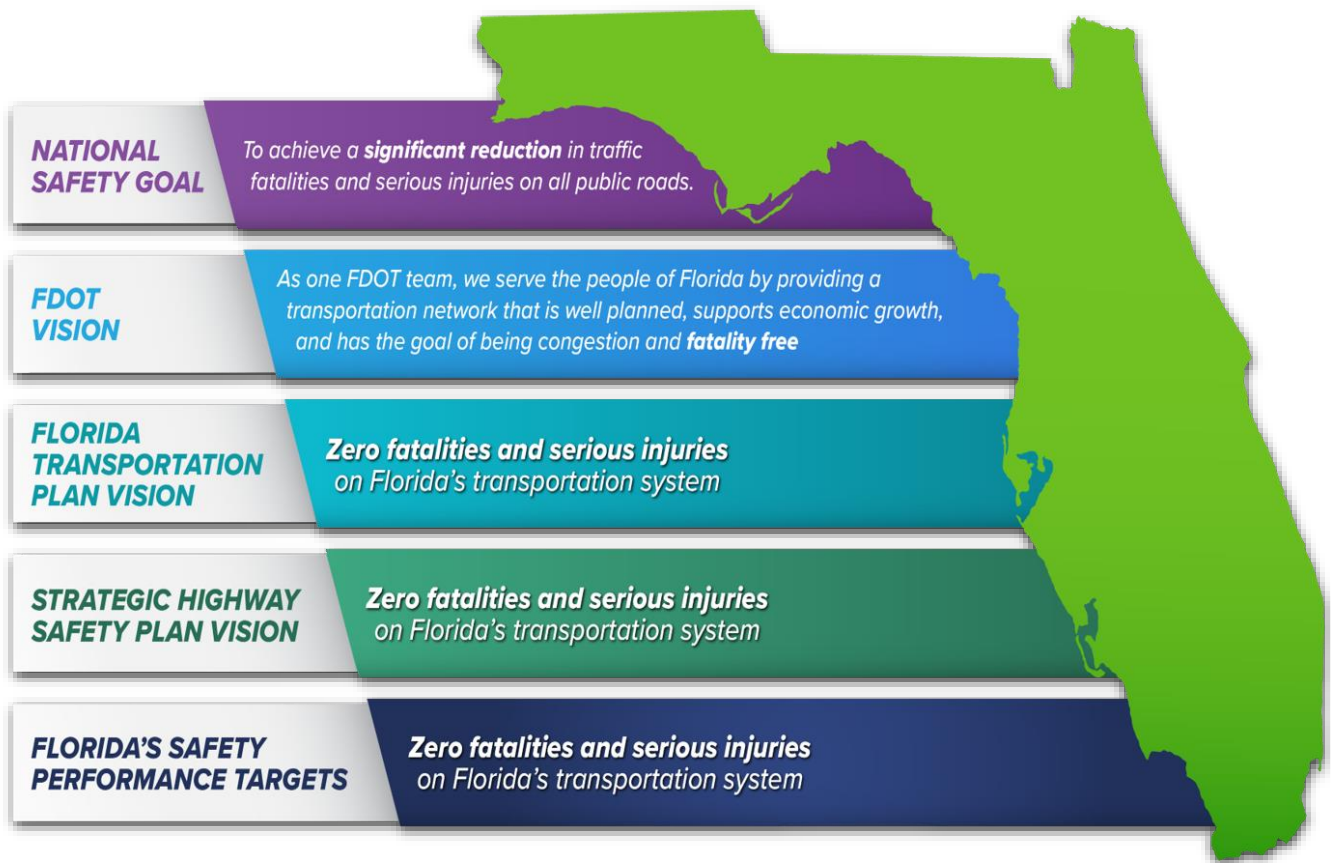 NATIONAL
SAFETY GOAL
To achieve a significant reduction in traffic
fatalities and serious injuries on all public roads.
FDOT
VISION
As one FDOT team, we serve the people of Florida by providing a
transportation network that is well planned, supports economic growth,
and has the goal of being congestion and fatality free
FLORIDA
TRANSPORTATION
PLAN VISION
Zero fatalities and serious injuries
on Florida's transportation system
STRATEGIC HIGHWAY
SAFETY PLAN VISION
Zero fatalities and serious injuries
on Florida's transportation system
FLORIDA'S SAFETY
PERFORMANCE TARGETS
Zero fatalities and serious injuries
on Florida's transportation system